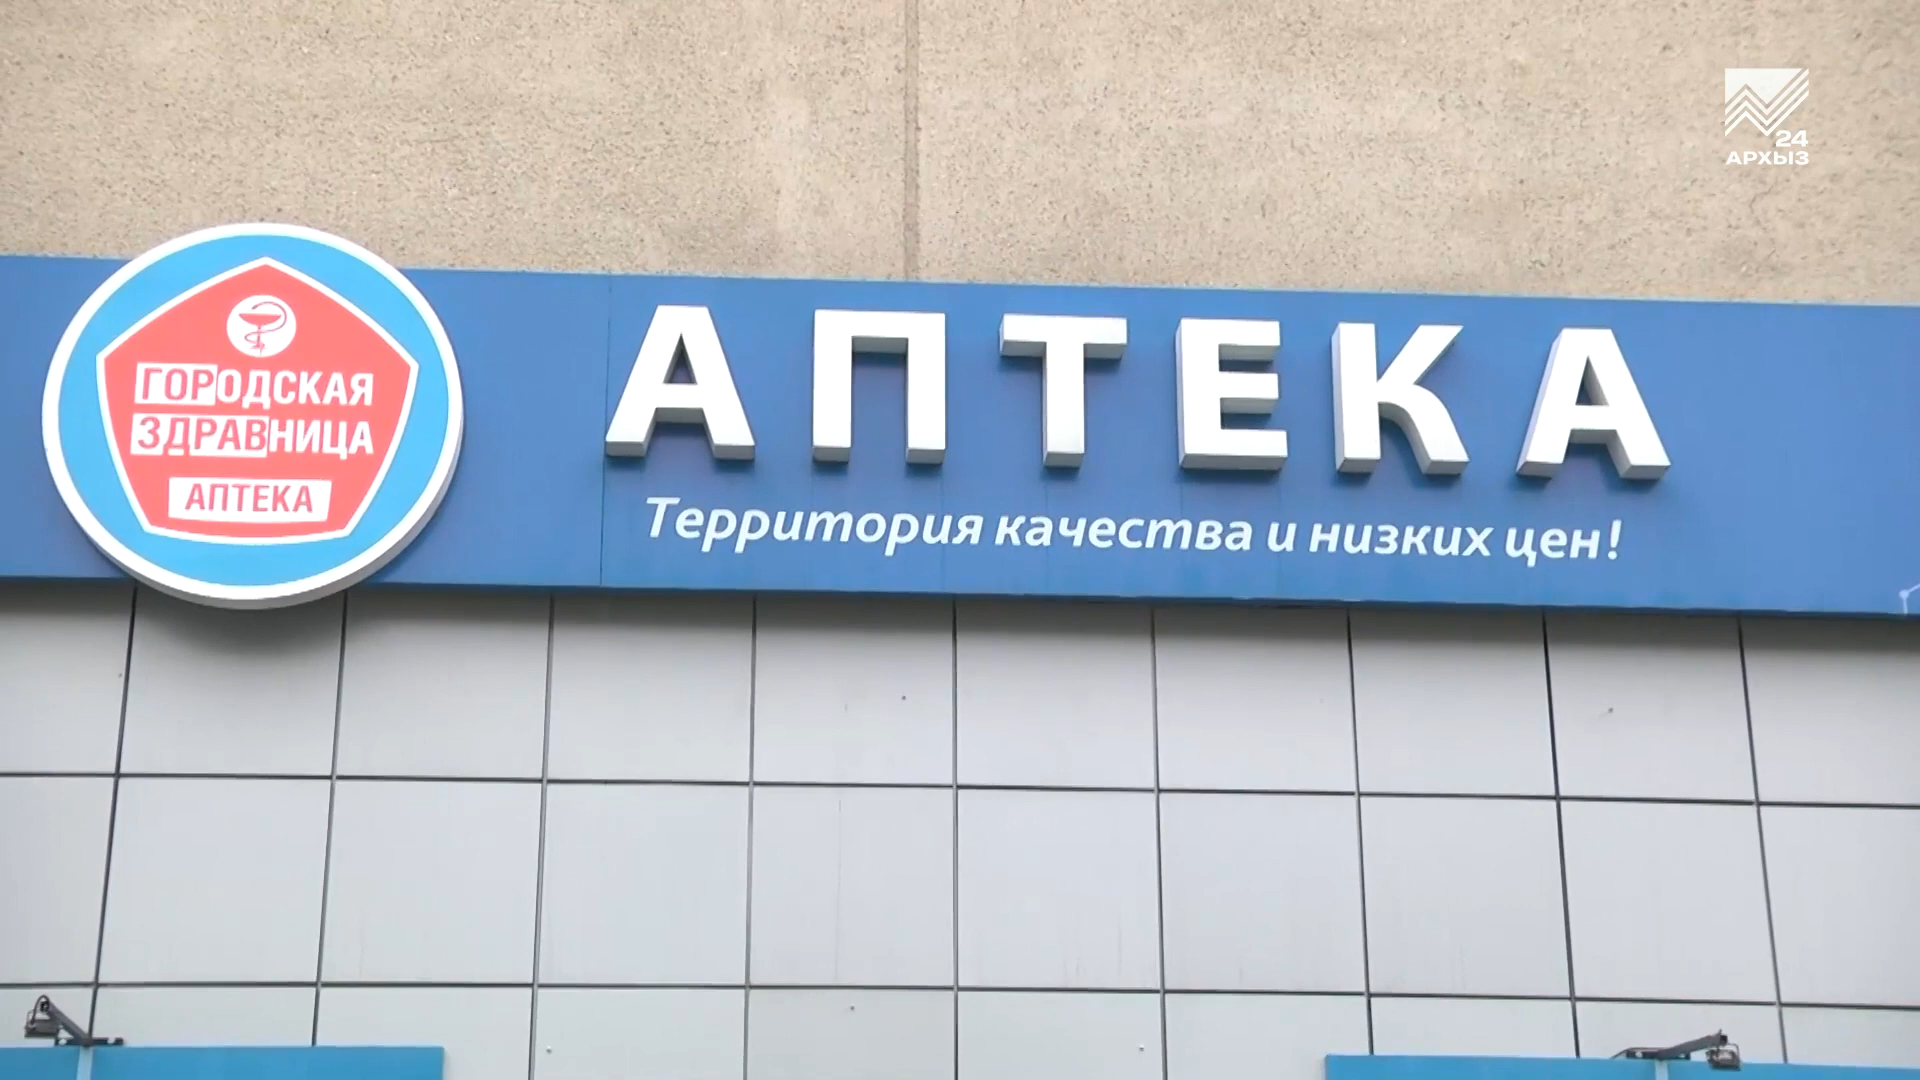 24
АРХЫЗ
ГОРОДСКАЯ
ЗДРАВНИЦА
АПТЕКА
АПТЕКА
Территория качества и низких цен!